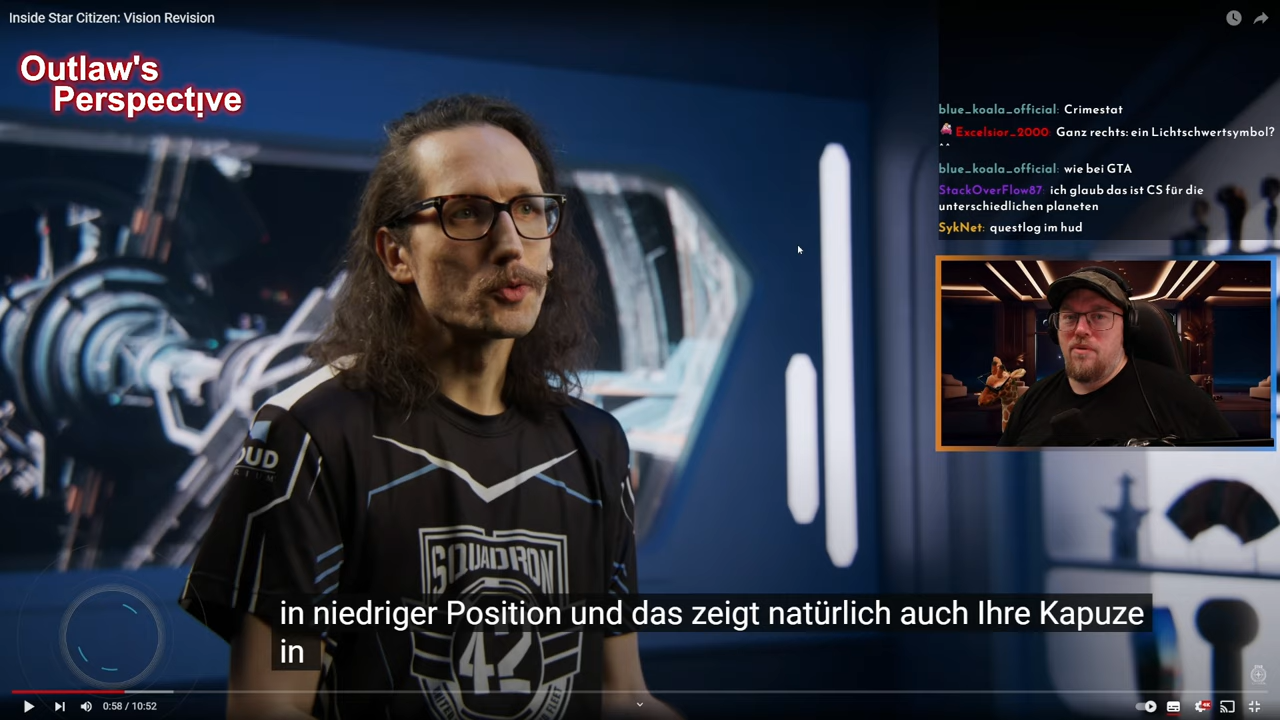 Inside Star Citizen: Vision Revision
Outlaw's
Perspective
blue_koala_official: Crimestat
Excelsior_2000: Ganz rechts: ein Lichtschwertsymbol?
^^
blue_koala_official: wie bei GTA
StackOverFlow87: ich glaub das ist CS für die
unterschiedlichen planeten
SykNet: questlog im hud
OUD
SQUADRON
42
in niedriger Position und das zeigt natürlich auch Ihre Kapuze
in
0:58 / 10:52
4K